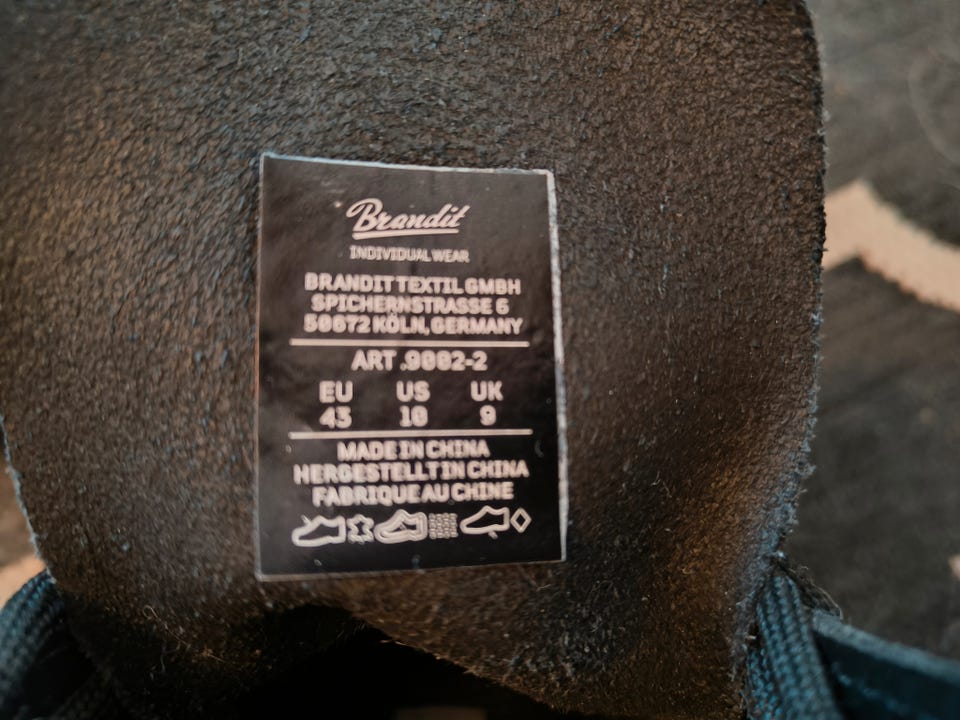 Brandit
INDIVIDUAL WEAR
BRANDIT TEXTIL GMBH
SPICHERNSTRASSE 6
50672 KÖLN, GERMANY
ART .9002-2
EU US UK
43 10 9
MADE IN CHINA
HERGESTELLT IN CHINA
FABRIQUE AU CHINE